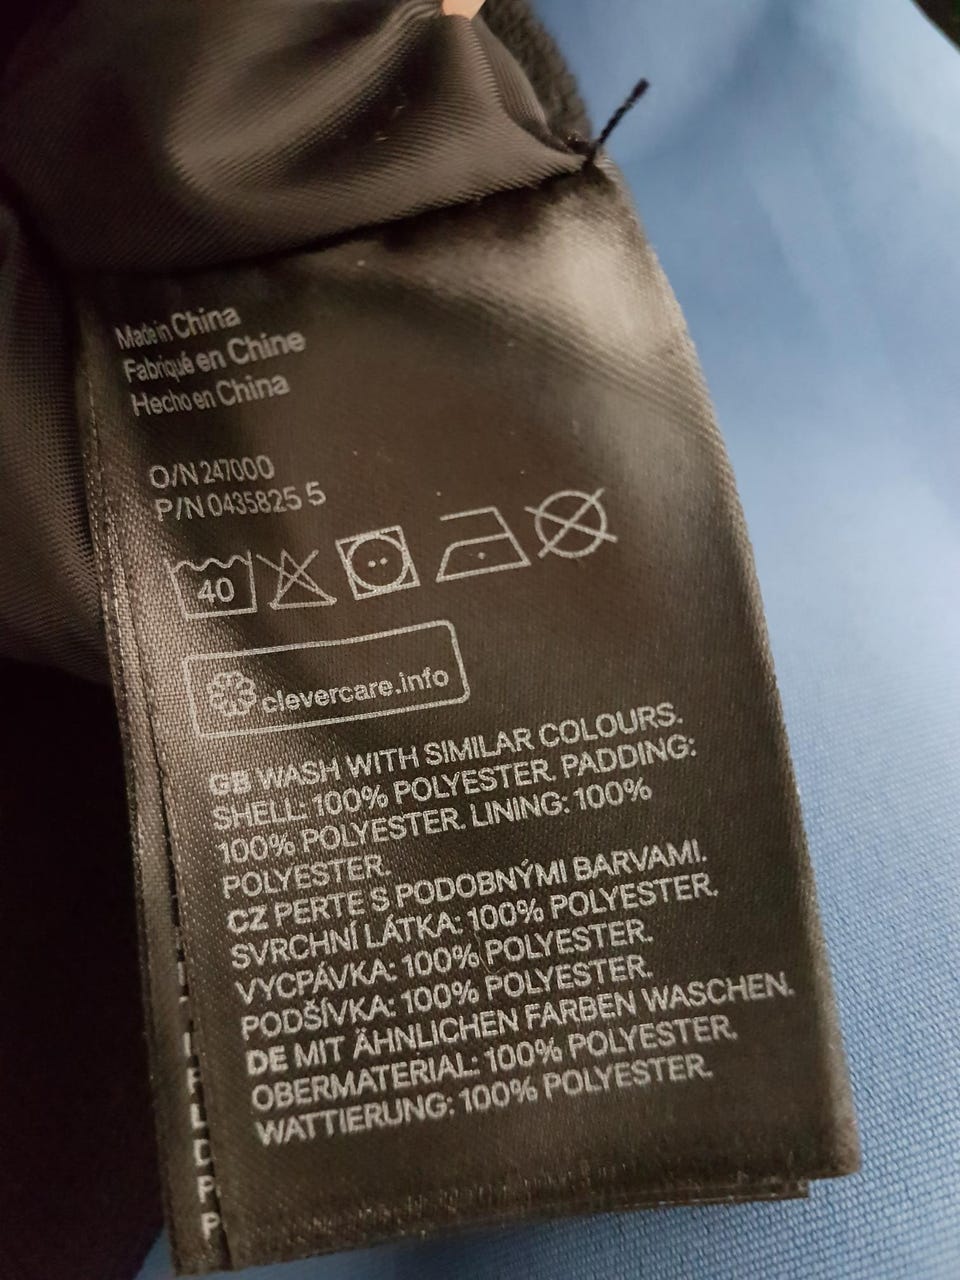 Made in China
Fabriqué en Chine
Hecho en China
O/N 247000
P/N 0435825 5
40
clevercare.info
GB WASH WITH SIMILAR COLOURS.
SHELL: 100% POLYESTER. PADDING:
100% POLYESTER. LINING: 100%
POLYESTER.
CZ PERTE S PODOBNÝMI BARVAMI.
SVRCHNÍ LÁTKA: 100% POLYESTER.
VYCPÁVKA: 100% POLYESTER.
PODŠÍVKA: 100% POLYESTER.
DE MIT ÄHNLICHEN FARBEN WASCHEN.
OBERMATERIAL: 100% POLYESTER.
WATTIERUNG: 100% POLYESTER.